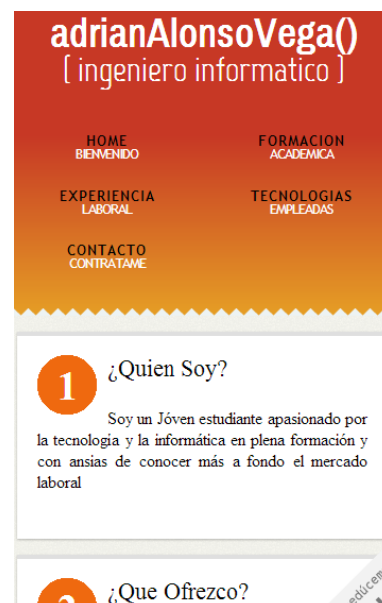 adrianAlonsoVega()
[ ingeniero informatico ]
HOME
BIENVENIDO
FORMACION
ACADEMICA
EXPERIENCIA
LABORAL
TECNOLOGIAS
EMPLEADAS
CONTACTO
CONTRATAME
1
¿Quien Soy?
Soy un Jóven estudiante apasionado por
la tecnologia y la informática en plena formación y
con ansias de conocer más a fondo el mercado
laboral
¿Que Ofrezco?